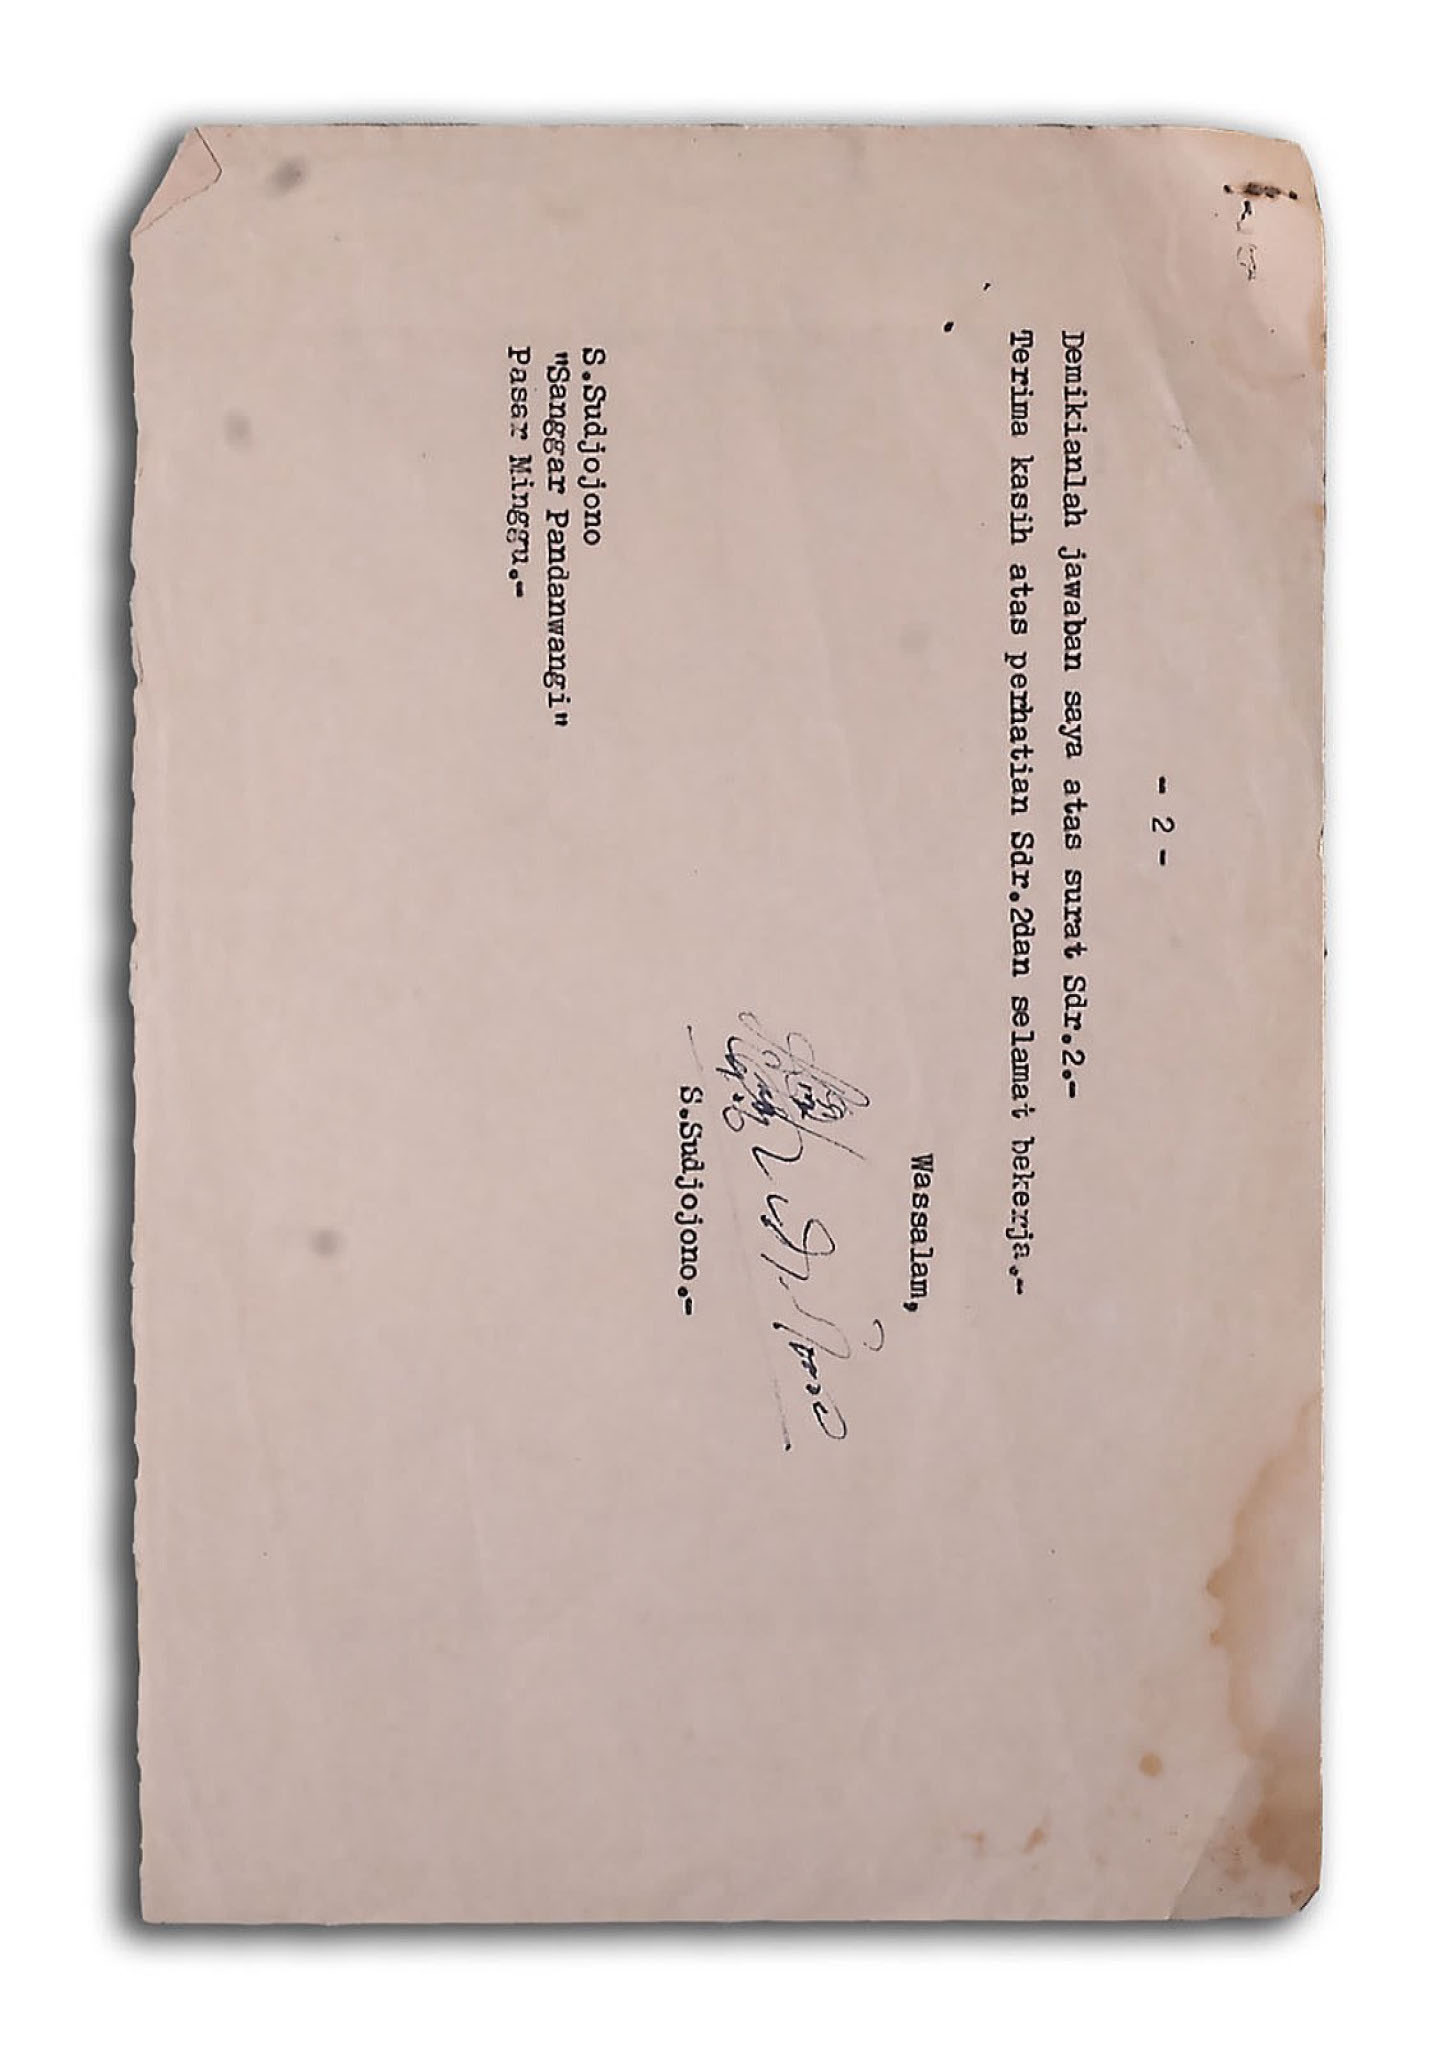 - 2 -
Demikianlah jawaban saya atas surat Sdr.2.-
Terima kasih atas perhatian Sdr.2dan selamat bekerja.-
Wassalam,
S.Sudjojono.-
S.Sudjojono
"Sanggar Pandanwangi"
Pasar Minggu.-